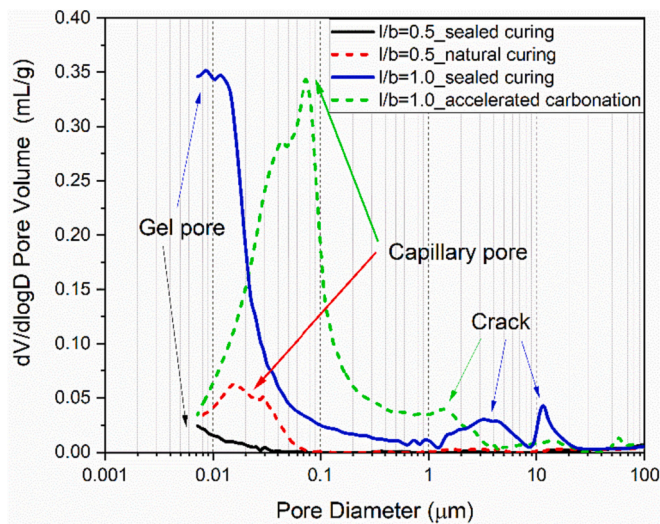 l/b=0.5_sealed curing
l/b=0.5_natural curing
l/b=1.0_sealed curing
l/b=1.0_accelerated carbonation
dV/dlogD Pore Volume (mL/g)
0.40
0.35
0.30
0.25
0.20
0.15
0.10
0.05
0.00
Gel pore
Capillary pore
Crack
0.001
0.01
0.1
1
10
100
Pore Diameter (μm)